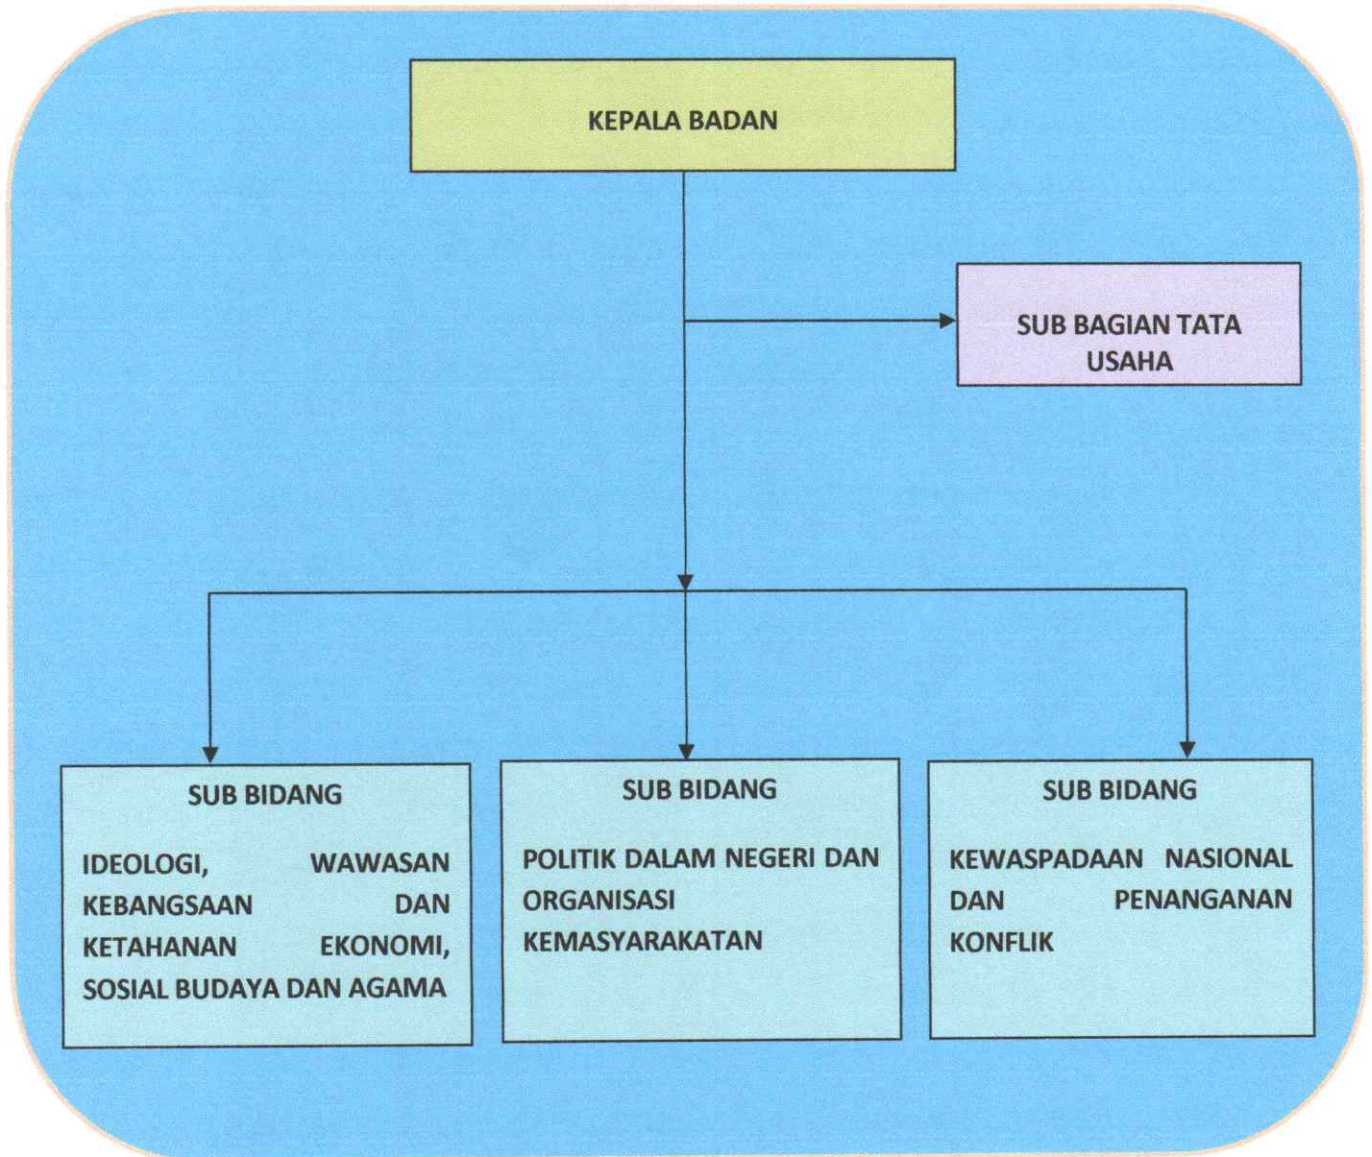 KEPALA BADAN
SUB BAGIAN TATA
USAHA
SUB BIDANG
IDEOLOGI, WAWASAN
KEBANGSAAN DAN
KETAHANAN EKONOMI,
SOSIAL BUDAYA DAN AGAMA
SUB BIDANG
POLITIK DALAM NEGERI DAN
ORGANISASI
KEMASYARAKATAN
SUB BIDANG
KEWASPADAAN NASIONAL
DAN PENANGANAN
KONFLIK